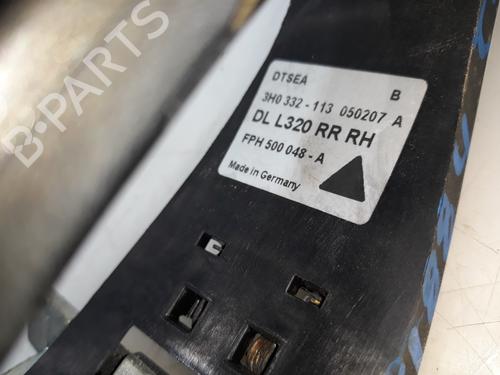 DTSEA B
3H0 332 - 113 050207 A
DL L320 RR RH
FPH 500 048 - A
Made in Germany
B-PARTS